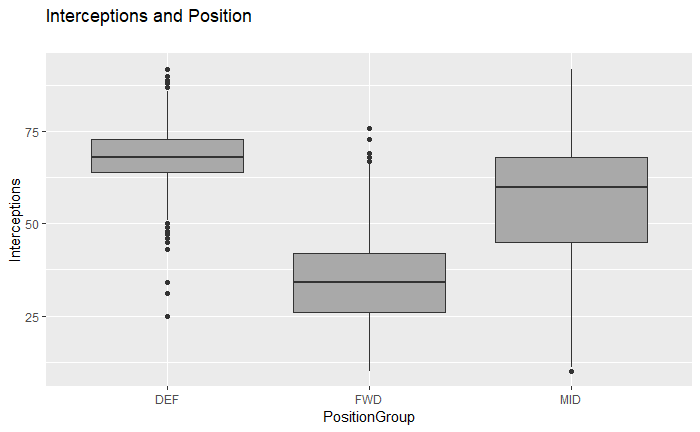 Interceptions and Position
Interceptions
75
50
25
DEF
FWD
MID
PositionGroup